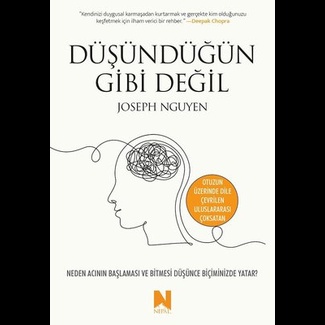 "Kendinizi duygusal karmaşadan kurtarmak ve gerçekte kim olduğunuzu
keşfetmek için ilham verici bir rehber." —Deepak Chopra
DÜŞÜNDÜĞÜN
GİBİ DEĞİL
JOSEPH NGUYEN
OTUZUN
ÜZERİNDE DİLE
ÇEVRİLEN
ULUSLARARASI
ÇOKSATAN
NEDEN ACININ BAŞLAMASI VE BİTMESİ DÜŞÜNCE BİÇİMİNİZDE YATAR?
N
NEPAL